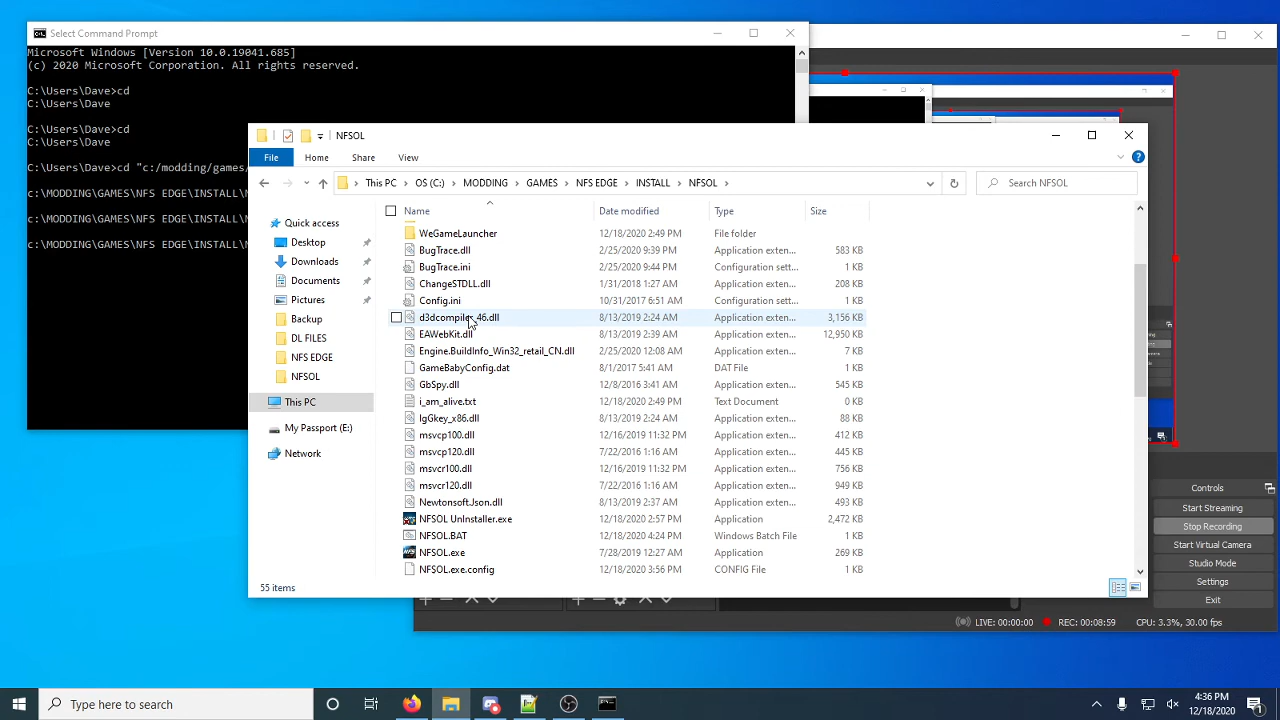 Select Command Prompt
Microsoft Windows [Version 10.0.19041.685]
(c) 2020 Microsoft Corporation. All rights reserved.
C:\Users\Dave>cd
C:\Users\Dave
C:\Users\Dave>cd
C:\Users\Dave
C:\Users\Dave>cd "c:/modding/games/
c:\MODDING\GAMES\NFS EDGE\INSTALL\N
c:\MODDING\GAMES\NFS EDGE\INSTALL\N
c:\MODDING\GAMES\NFS EDGE\INSTALL\N
NFSOL
File Home Share View
This PC > OS (C:) > MODDING > GAMES > NFS EDGE > INSTALL > NFSOL >
Search NFSOL
Quick access
Desktop
Downloads
Documents
Pictures
Backup
DL FILES
NFS EDGE
NFSOL
This PC
My Passport (E:)
Network
Name Date modified Type Size
WeGameLauncher 12/18/2020 2:49 PM File folder
BugTrace.dll 2/25/2020 9:39 PM Application exten... 583 KB
BugTrace.ini 2/25/2020 9:44 PM Configuration sett... 1 KB
ChangeSTDLL.dll 1/31/2018 1:27 AM Application exten... 208 KB
Config.ini 10/31/2017 6:51 AM Configuration sett... 1 KB
d3dcompiler_46.dll 8/13/2019 2:24 AM Application exten... 3,156 KB
EAWebKit.dll 8/13/2019 2:39 AM Application exten... 12,950 KB
Engine.BuildInfo_Win32_retail_CN.dll 2/25/2020 12:08 AM Application exten... 7 KB
GameBabyConfig.dat 8/1/2017 5:41 AM DAT File 1 KB
GbSpy.dll 12/8/2016 3:41 AM Application exten... 545 KB
i_am_alive.txt 12/18/2020 2:49 PM Text Document 0 KB
IgGkey_x86.dll 8/13/2019 2:24 AM Application exten... 88 KB
msvcp100.dll 12/16/2019 11:32 PM Application exten... 412 KB
msvcp120.dll 7/22/2016 1:16 AM Application exten... 445 KB
msvcr100.dll 12/16/2019 11:32 PM Application exten... 756 KB
msvcr120.dll 7/22/2016 1:16 AM Application exten... 949 KB
Newtonsoft.Json.dll 8/13/2019 2:37 AM Application exten... 493 KB
NFSOL UnInstaller.exe 12/18/2020 2:57 PM Application 2,472 KB
NFSOL.BAT 12/18/2020 4:24 PM Windows Batch File 1 KB
NFSOL.exe 7/28/2019 12:27 AM Application 269 KB
NFSOL.exe.config 12/18/2020 3:56 PM CONFIG File 1 KB
55 items
Controls
Start Streaming
Stop Recording
Start Virtual Camera
Studio Mode
Settings
Exit
LIVE: 00:00:00 REC: 00:08:59 CPU: 3.3%, 30.00 fps
Type here to search
4:36 PM
12/18/2020
1